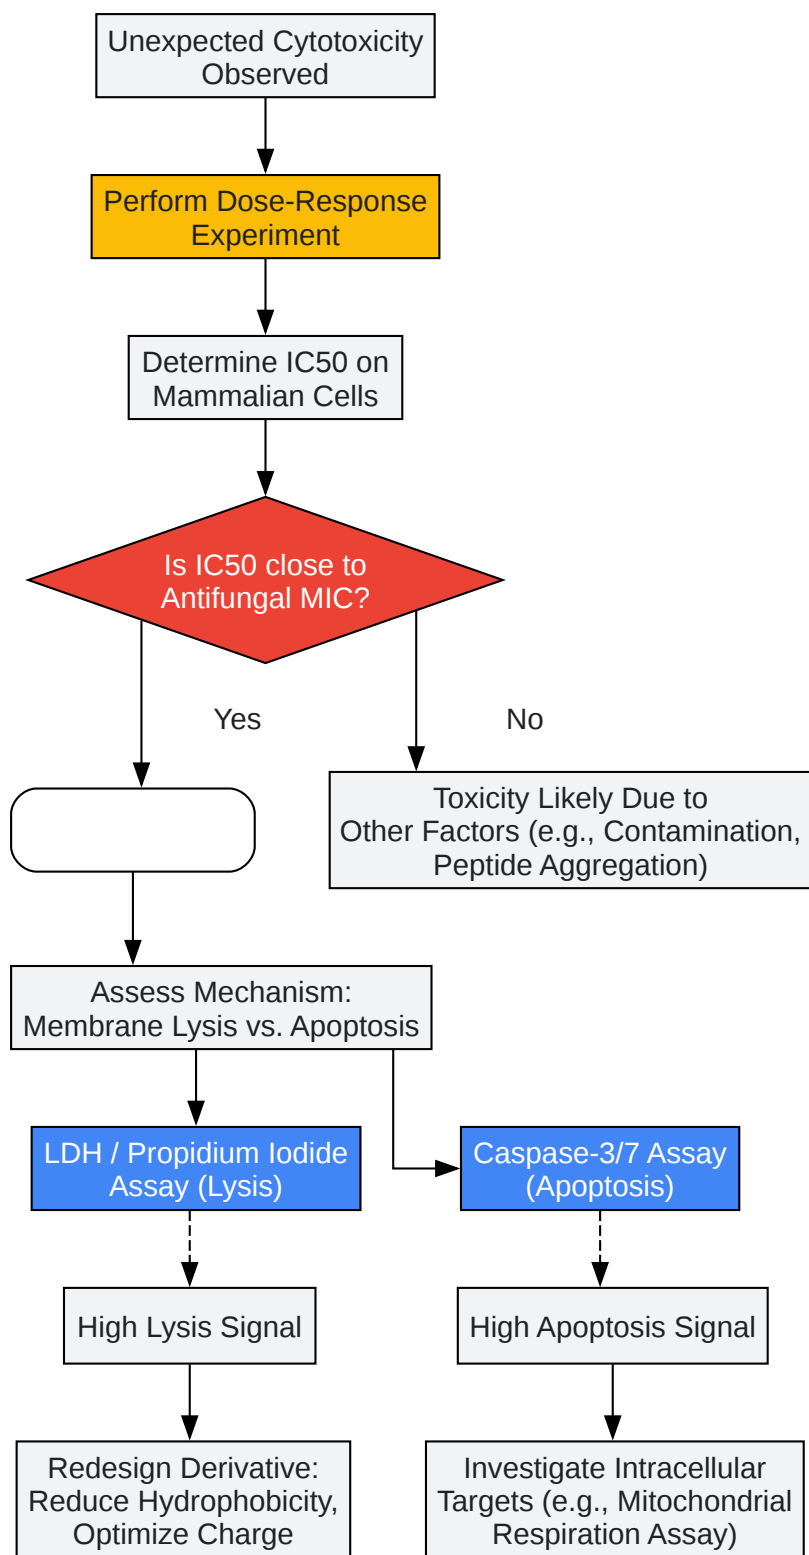 Unexpected Cytotoxicity
Observed
Perform Dose-Response
Experiment
Determine IC50 on
Mammalian Cells
Is IC50 close to
Antifungal MIC?
Yes
No
Toxicity Likely Due to
Other Factors (e.g., Contamination,
Peptide Aggregation)
Assess Mechanism:
Membrane Lysis vs. Apoptosis
LDH / Propidium Iodide
Assay (Lysis)
Caspase-3/7 Assay
(Apoptosis)
High Lysis Signal
High Apoptosis Signal
Redesign Derivative:
Reduce Hydrophobicity,
Optimize Charge
Investigate Intracellular
Targets (e.g., Mitochondrial
Respiration Assay)